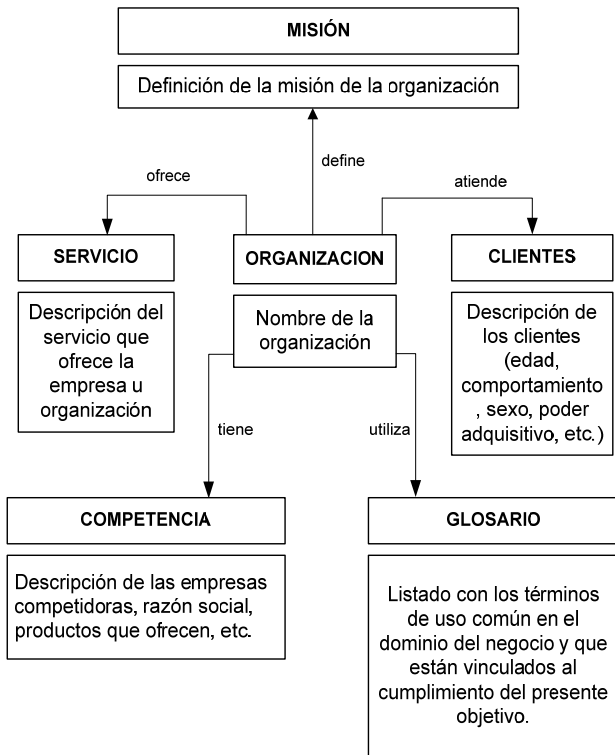 MISIÓN
Definición de la misión de la organización
define
ofrece
atiende
SERVICIO
ORGANIZACION
CLIENTES
Descripción del
servicio que
ofrece la
empresa u
organización
Nombre de la
organización
Descripción de
los clientes
(edad,
comportamiento
, sexo, poder
adquisitivo, etc.)
tiene
utiliza
COMPETENCIA
GLOSARIO
Descripción de las empresas
competidoras, razón social,
productos que ofrecen, etc.
Listado con los términos
de uso común en el
dominio del negocio y que
están vinculados al
cumplimiento del presente
objetivo.